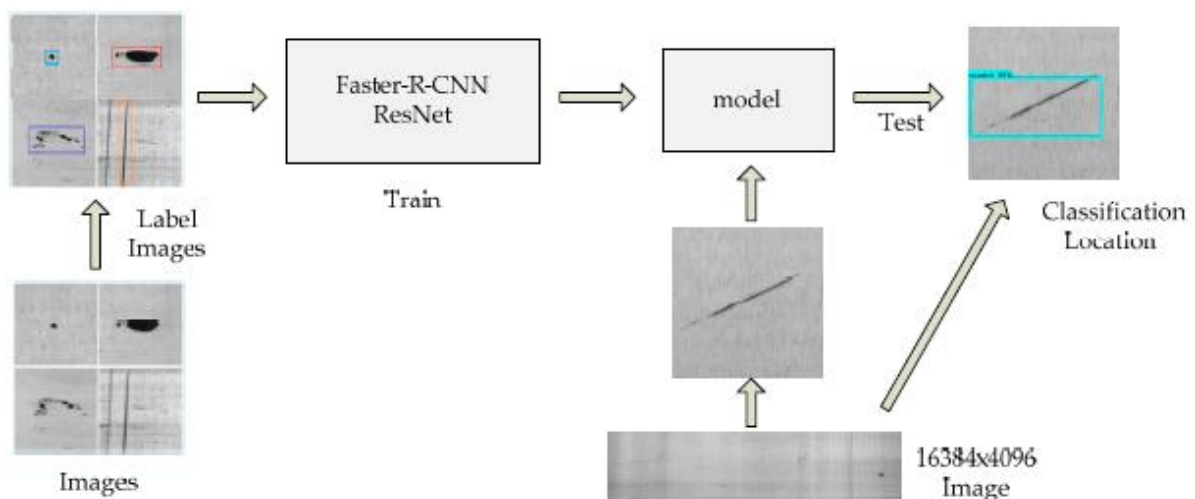 Faster-R-CNN
ResNet
model
Test
Train
Label
Images
Classification
Location
Images
16384x4096
Image